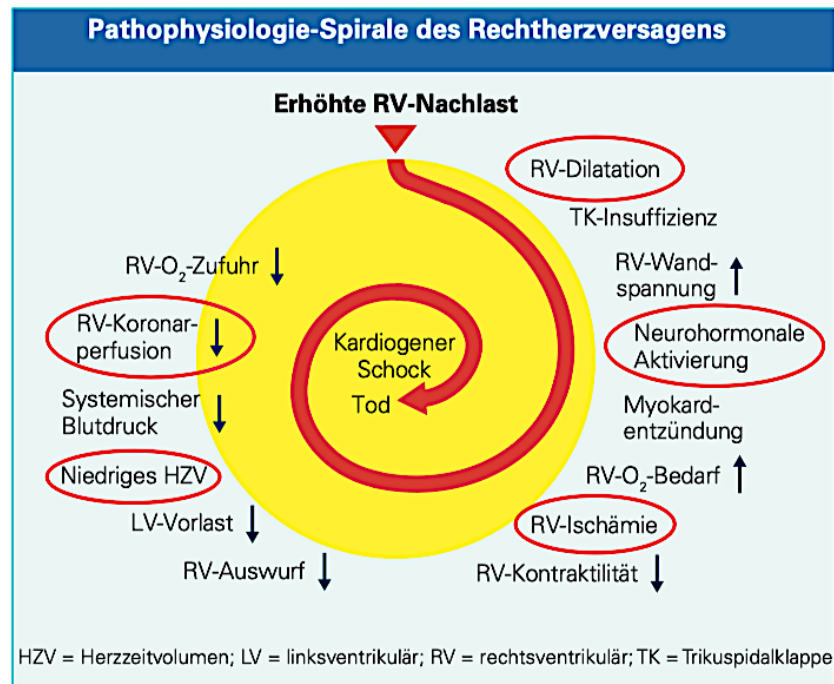 Pathophysiologie-Spirale des Rechtherzversagens
Erhöhte RV-Nachlast
RV-Dilatation
TK-Insuffizienz
RV-Wand-
spannung ↑
Neurohormonale
Aktivierung
Myokard-
entzündung
RV-O₂-Bedarf ↑
RV-Ischämie
RV-Kontraktilität ↓
RV-Auswurf ↓
LV-Vorlast ↓
Niedriges HZV
Systemischer
Blutdruck ↓
RV-Koronar-
perfusion ↓
RV-O₂-Zufuhr ↓
Kardiogener
Schock
Tod
HZV = Herzzeitvolumen; LV = linksventrikulär; RV = rechtsventrikulär; TK = Trikuspidalklappe